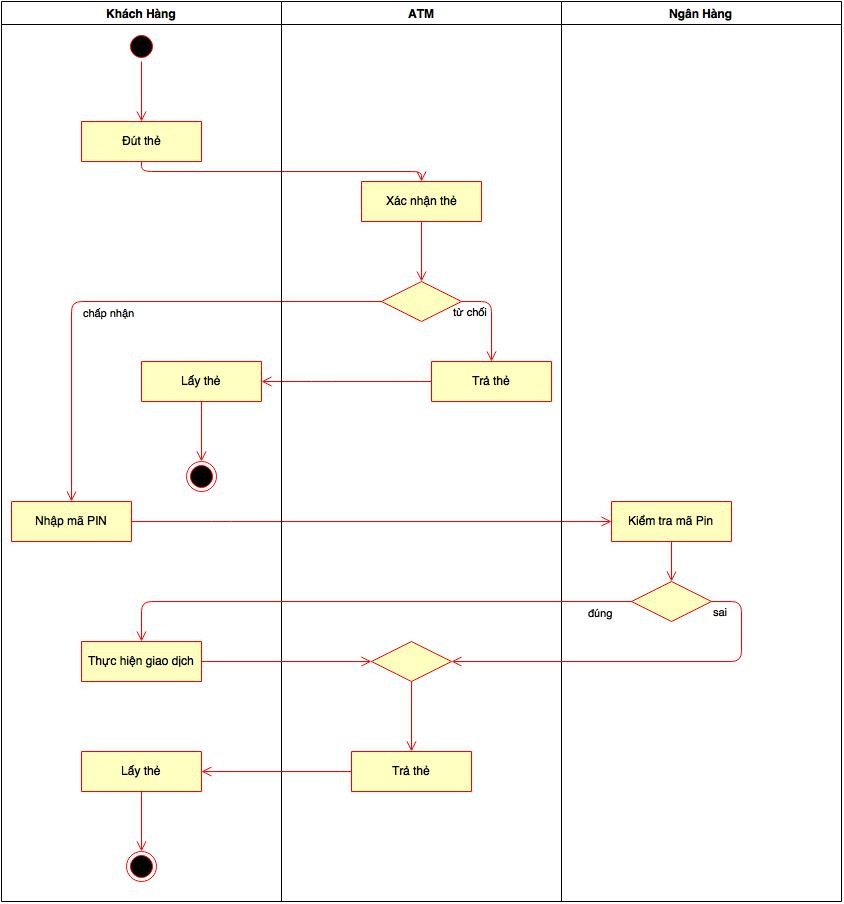 Khách Hàng
ATM
Ngân Hàng
Đút thẻ
Xác nhận thẻ
chấp nhận
từ chối
Lấy thẻ
Trả thẻ
Nhập mã PIN
Kiểm tra mã Pin
đúng
sai
Thực hiện giao dịch
Lấy thẻ
Trả thẻ